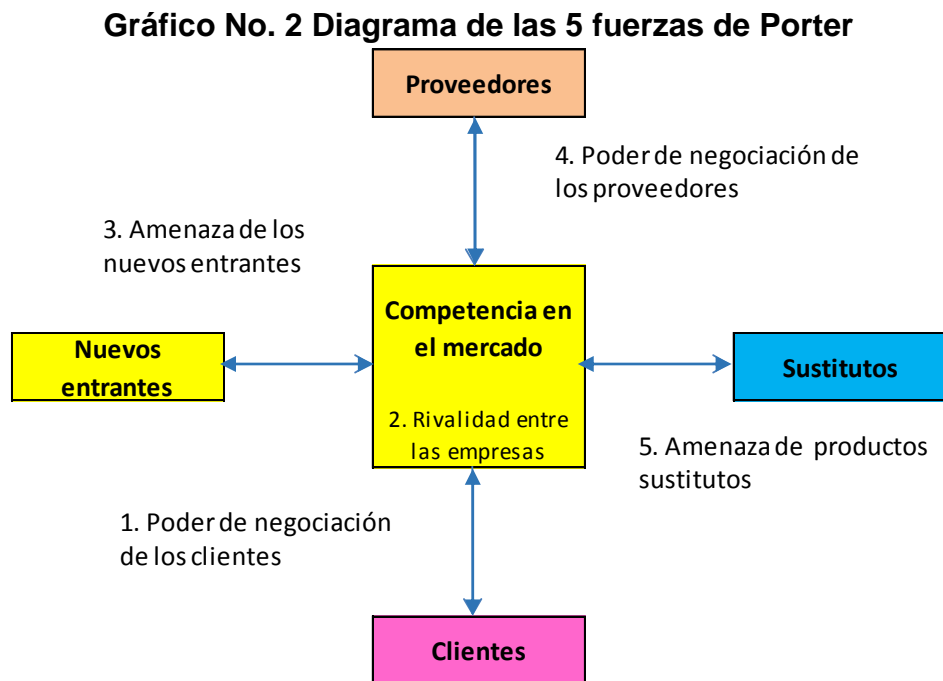 Gráfico No. 2 Diagrama de las 5 fuerzas de Porter
Proveedores
4. Poder de negociación de
los proveedores
3. Amenaza de los
nuevos entrantes
Competencia en
el mercado
2. Rivalidad entre
las empresas
Nuevos
entrantes
Sustitutos
5. Amenaza de productos
sustitutos
1. Poder de negociación
de los clientes
Clientes